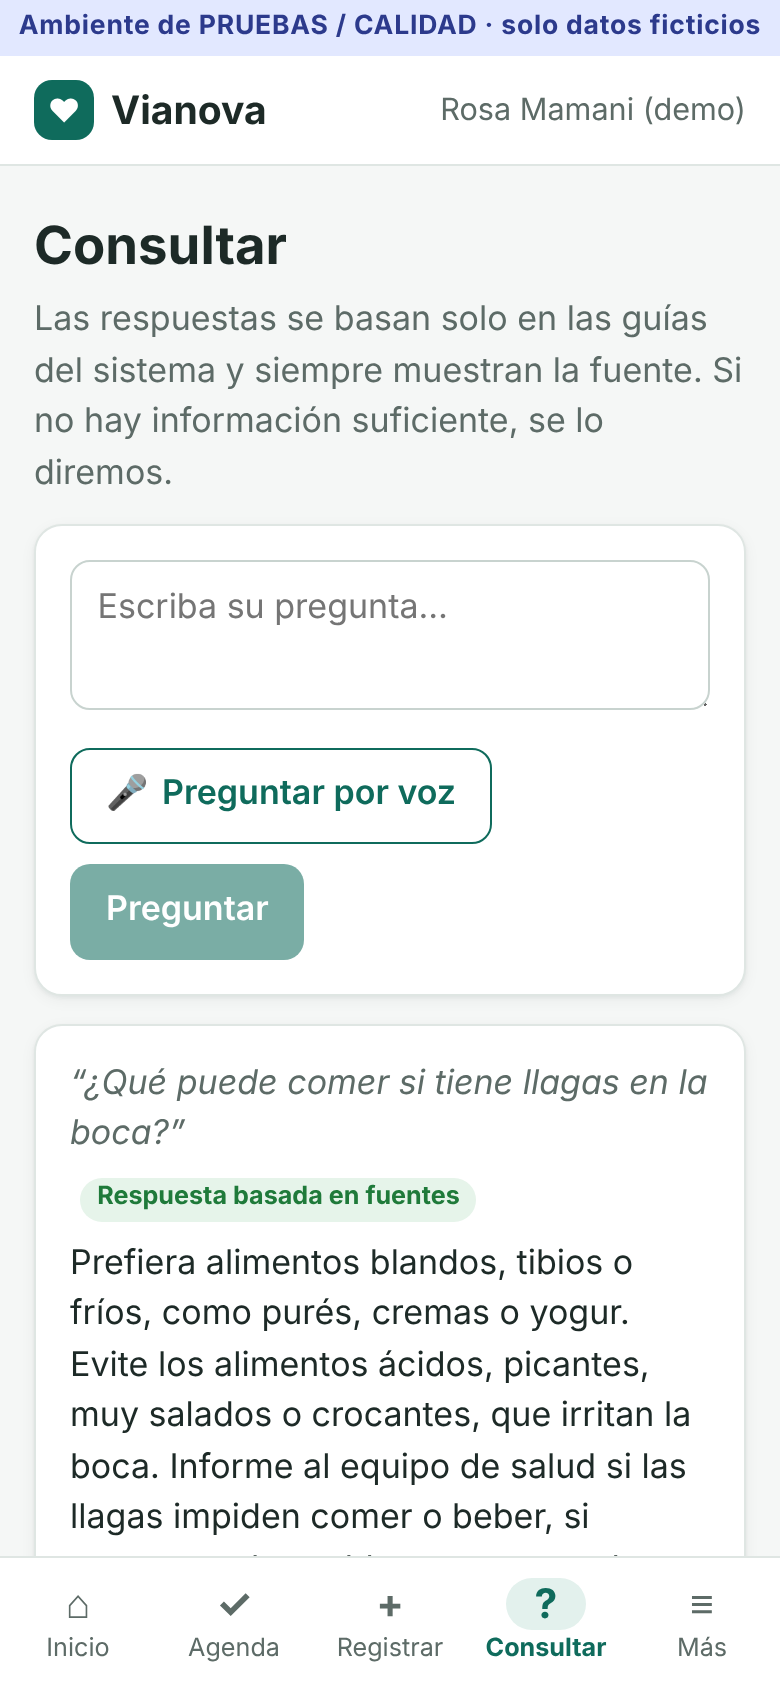 Ambiente de PRUEBAS / CALIDAD · solo datos ficticios
Vianova
Rosa Mamani (demo)
Consultar
Las respuestas se basan solo en las guías
del sistema y siempre muestran la fuente. Si
no hay información suficiente, se lo
diremos.
Escriba su pregunta...
Preguntar por voz
Preguntar
“¿Qué puede comer si tiene llagas en la
boca?”
Respuesta basada en fuentes
Prefiera alimentos blandos, tibios o
fríos, como purés, cremas o yogur.
Evite los alimentos ácidos, picantes,
muy salados o crocantes, que irritan la
boca. Informe al equipo de salud si las
llagas impiden comer o beber, si
Inicio
Agenda
Registrar
Consultar
Más